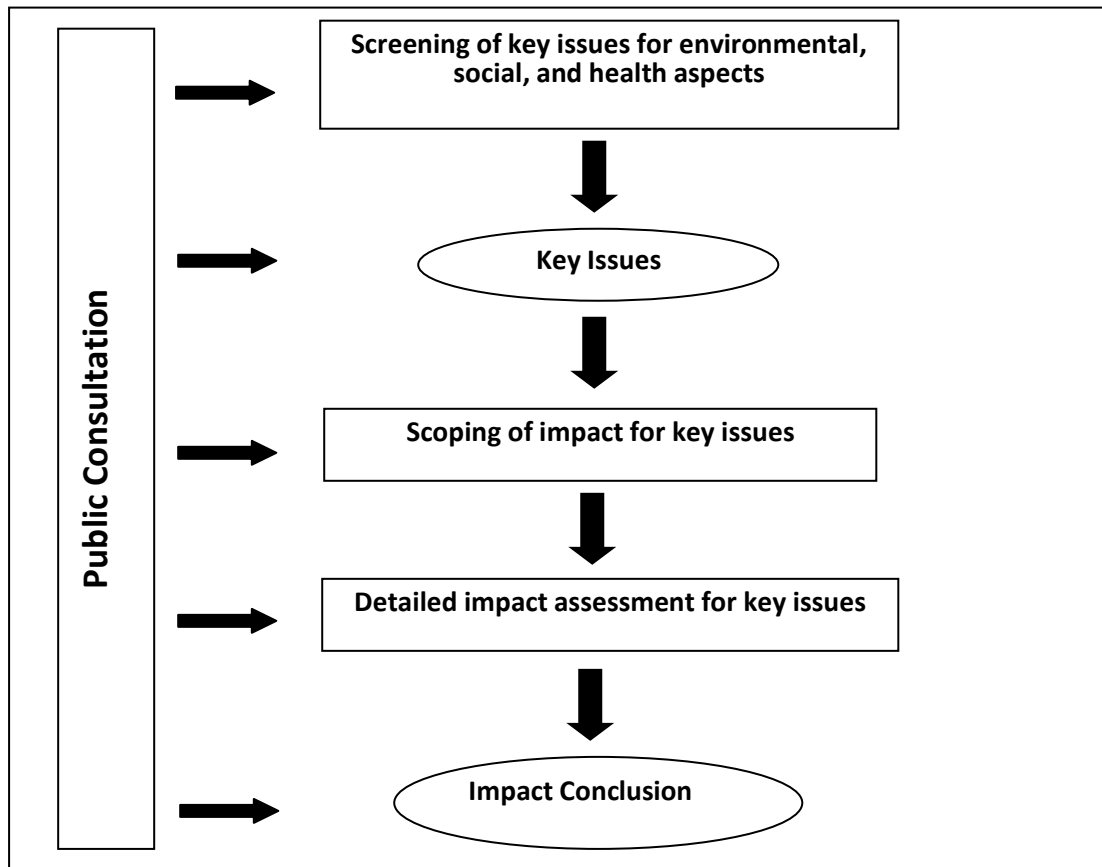 Public Consultation
Screening of key issues for environmental,
social, and health aspects
Key Issues
Scoping of impact for key issues
Detailed impact assessment for key issues
Impact Conclusion